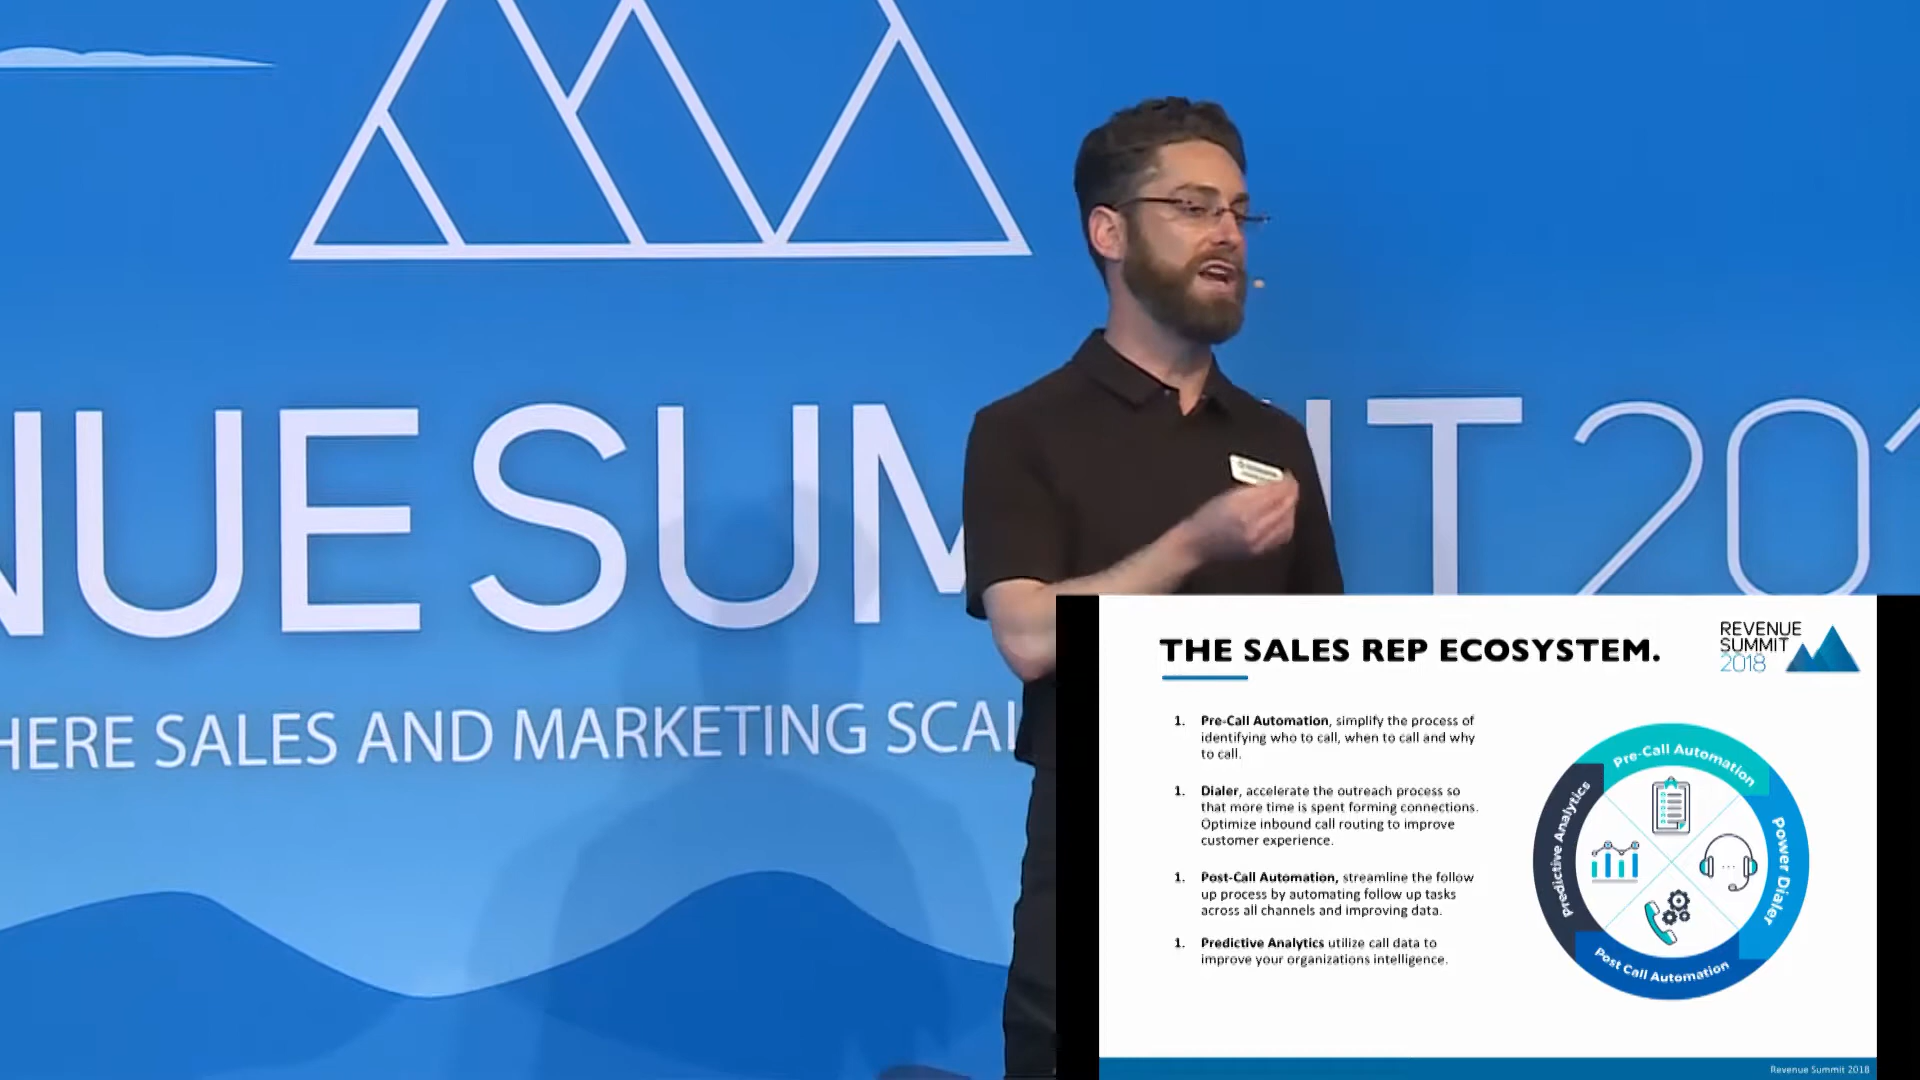 NUE SUM IT 201
HERE SALES AND MARKETING SCAL
THE SALES REP ECOSYSTEM.
REVENUE
SUMMIT
2018
1. Pre-Call Automation, simplify the process of
identifying who to call, when to call and why
to call.
1. Dialer, accelerate the outreach process so
that more time is spent forming connections.
Optimize inbound call routing to improve
customer experience.
1. Post-Call Automation, streamline the follow
up process by automating follow up tasks
across all channels and improving data.
1. Predictive Analytics utilize call data to
improve your organizations intelligence.
Pre-Call Automation
Power Dialer
Post Call Automation
Predictive Analytics
Revenue Summit 2018